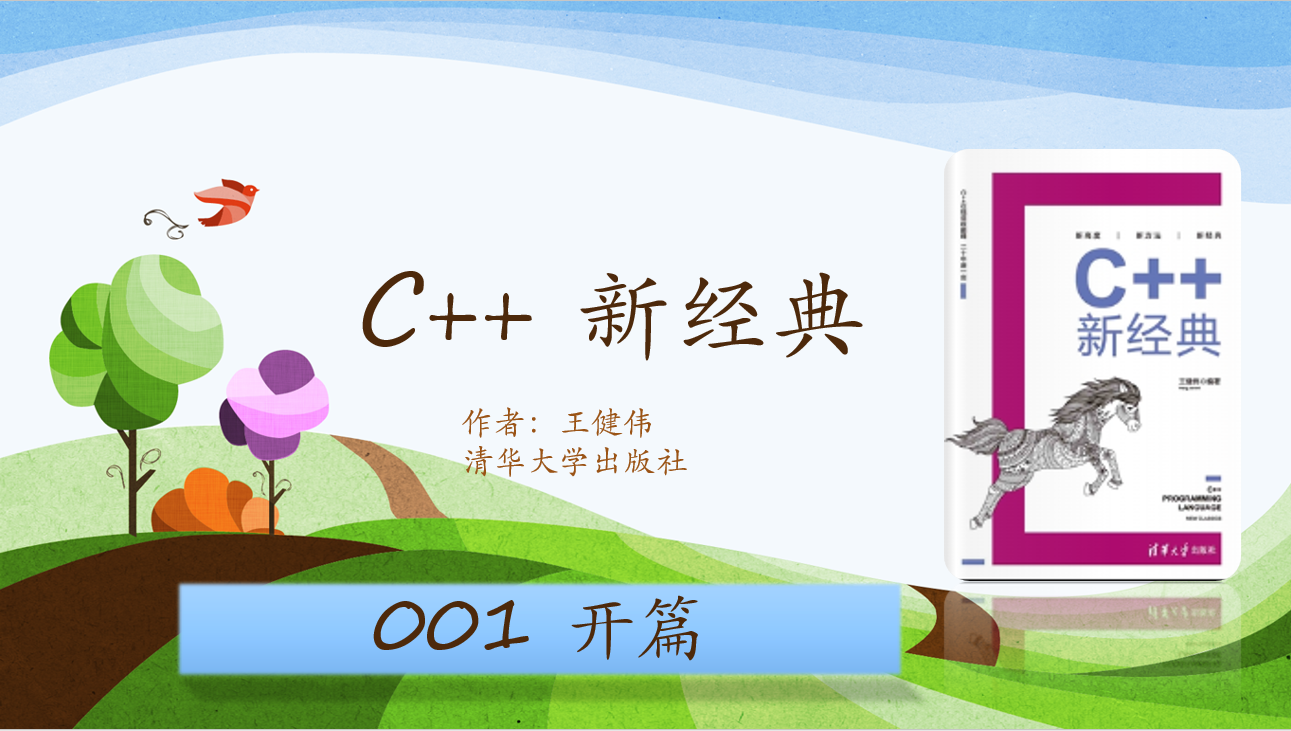 C++ 新经典
作者：王健伟
清华大学出版社
001 开篇
新高度 | 新方法 | 新经典
C++
新经典
王健伟◎编著
C++
PROGRAMMING
LANGUAGE
NEW CLASSICS
清华大学出版社